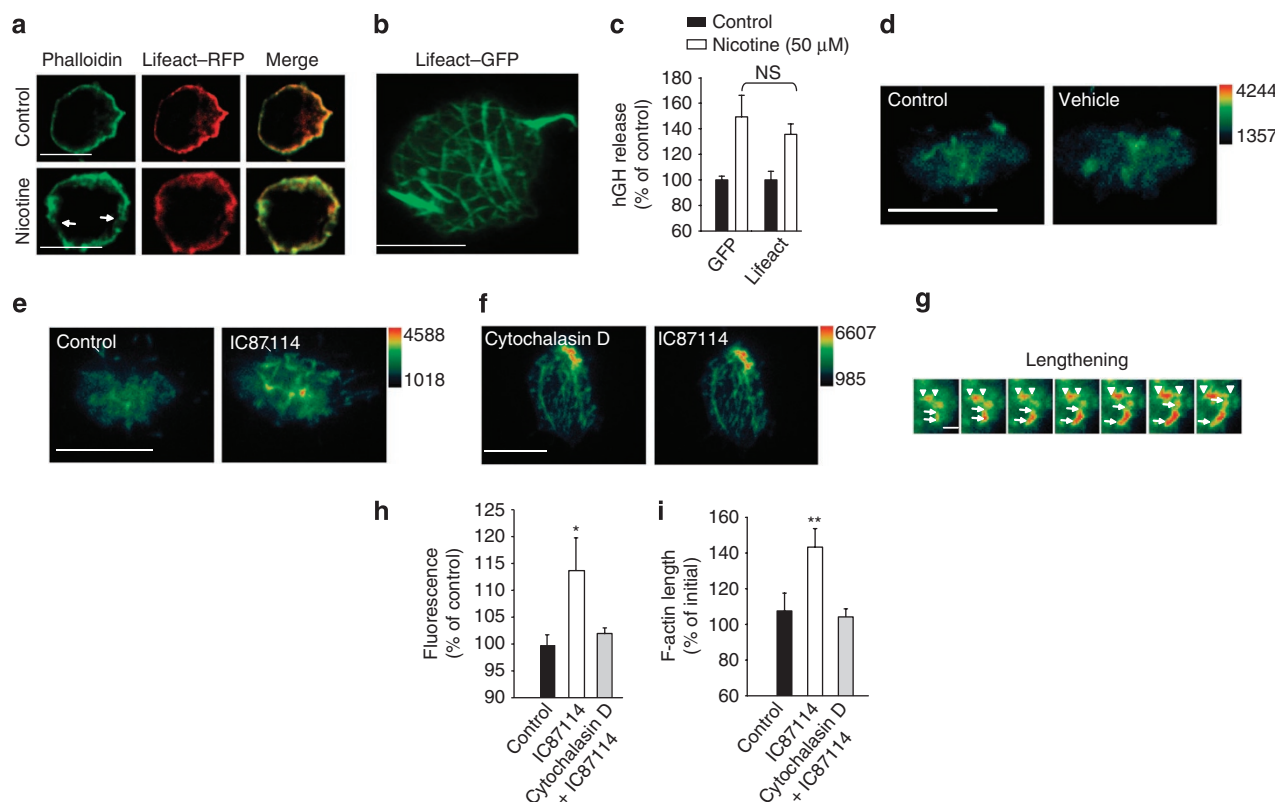 a
Phalloidin Lifeact–RFP Merge
Control
Nicotine
b
Lifeact–GFP
c
Control
Nicotine (50 µM)
NS
hGH release
(% of control)
180
160
140
120
100
80
60
GFP
Lifeact
d
Control
Vehicle
4244
1357
e
Control
IC87114
4588
1018
f
Cytochalasin D
IC87114
6607
985
g
Lengthening
h
Fluorescence
(% of control)
125
120
115
110
105
100
95
90
*
Control
IC87114
Cytochalasin D
+ IC87114
i
F-actin length
(% of initial)
160
140
120
100
80
60
**
Control
IC87114
Cytochalasin D
+ IC87114